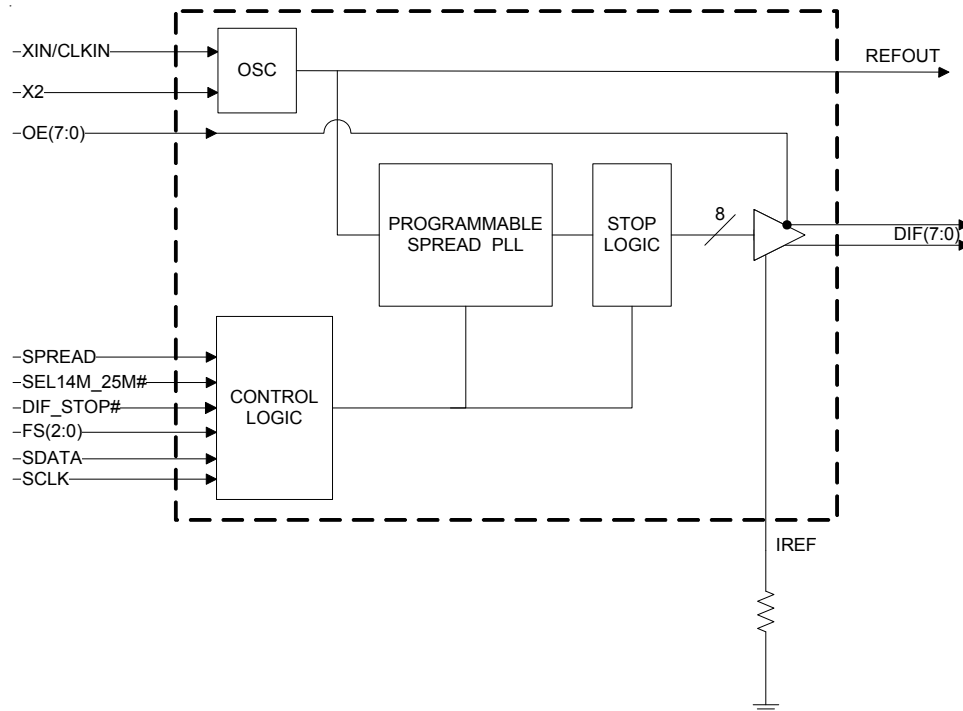 XIN/CLKIN
OSC
REFOUT
X2
OE(7:0)
PROGRAMMABLE
SPREAD PLL
STOP
LOGIC
8
DIF(7:0)
SPREAD
SEL14M_25M#
DIF_STOP#
FS(2:0)
SDATA
SCLK
CONTROL
LOGIC
IREF